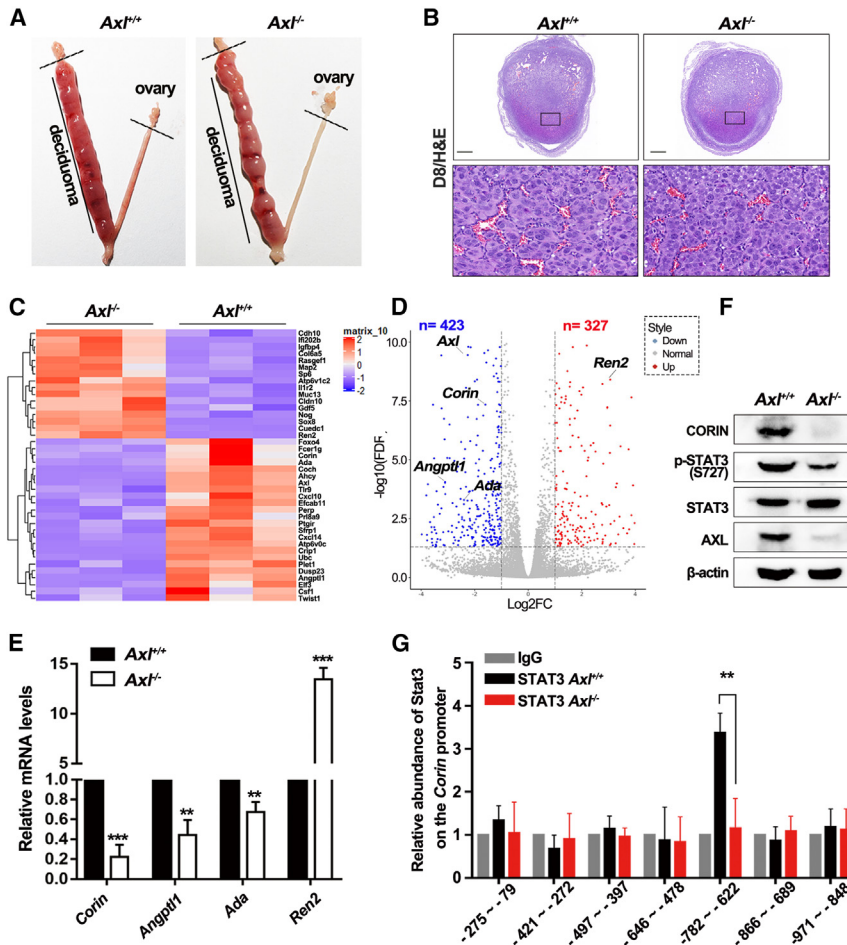 A
Axl+/+
Axl-/-
ovary
ovary
deciduoma
deciduoma
B
Axl+/+
Axl-/-
D8/H&E
C
Axl-/-
Axl+/+
matrix_10
2
1
0
-1
-2
Cdh10
Ifi202b
Igfbp4
Col6a5
Rasgef1
Map2
Sp6
Atp6v1c2
Il1r2
Muc13
Cldn10
Gdf5
Nog
Sox8
Cuedc1
Ren2
Foxo4
Fcer1g
Corin
Ada
Coch
Ahcy
Axl
Tlr9
Cxcl10
Efcab11
Perp
Prl8a9
Ptgir
Sfrp1
Cxcl14
Atp6v0c
Crip1
Ubc
Plet1
Dusp23
Angptl1
Elf3
Csf1
Twist1
D
n= 423
n= 327
Style
Down
Normal
Up
Axl
Ren2
Corin
Angptl1
Ada
-log10(FDR)
10.0
7.5
5.0
2.5
0.0
-4
-2
0
2
4
Log2FC
F
Axl+/+
Axl-/-
CORIN
p-STAT3
(S727)
STAT3
AXL
β-actin
E
Axl+/+
Axl-/-
Relative mRNA levels
15
10
5
1.0
0.8
0.6
0.4
0.2
0.0
***
**
**
***
Corin
Angptl1
Ada
Ren2
G
IgG
STAT3 Axl+/+
STAT3 Axl-/-
Relative abundance of Stat3
on the Corin promoter
5
4
3
2
1
0
**
- 275 ~ - 79
- 421 ~ - 272
- 497 ~ - 397
- 646 ~ - 478
- 782 ~ - 622
- 866 ~ - 689
- 971 ~ - 848